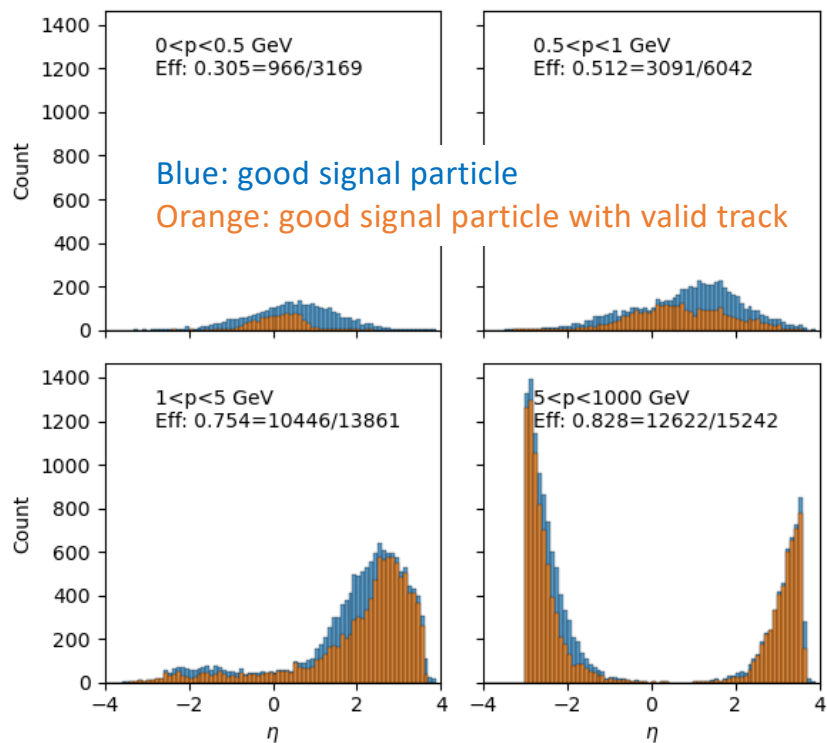 0<p<0.5 GeV
Eff: 0.305=966/3169
0.5<p<1 GeV
Eff: 0.512=3091/6042
Blue: good signal particle
Orange: good signal particle with valid track
1400
1200
1000
800
600
400
200
0
Count
1<p<5 GeV
Eff: 0.754=10446/13861
5<p<1000 GeV
Eff: 0.828=12622/15242
1400
1200
1000
800
600
400
200
0
Count
−4 −2 0 2 4
−4 −2 0 2 4
η
η